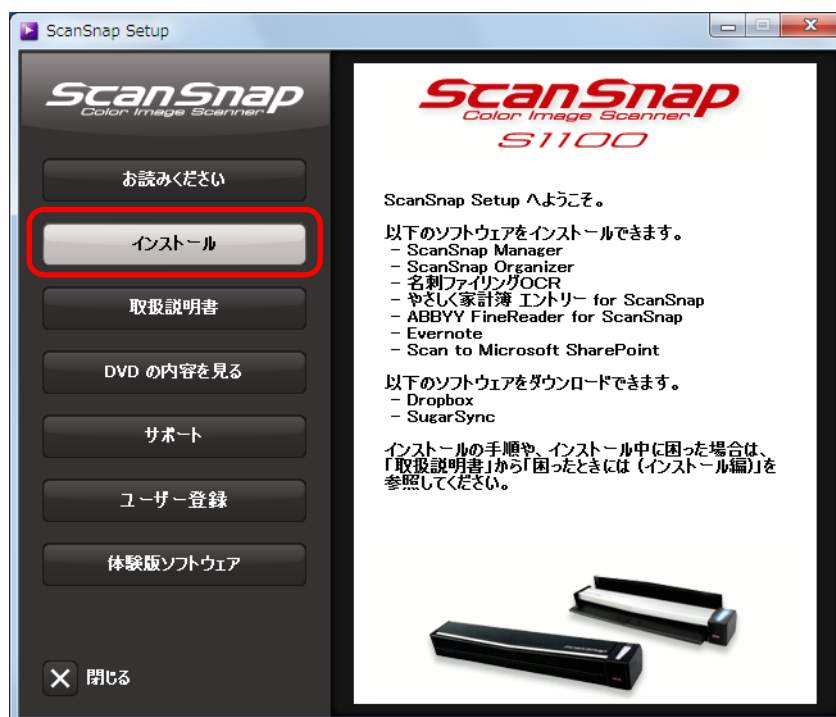 ScanSnap Setup
ScanSnap
Color Image Scanner
お読みください
インストール
取扱説明書
DVD の内容を見る
サポート
ユーザー登録
体験版ソフトウェア
閉じる
ScanSnap
Color Image Scanner
S1100
ScanSnap Setup へようこそ。
以下のソフトウェアをインストールできます。
- ScanSnap Manager
- ScanSnap Organizer
- 名刺ファイリングOCR
- やさしく家計簿 エントリー for ScanSnap
- ABBYY FineReader for ScanSnap
- Evernote
- Scan to Microsoft SharePoint
以下のソフトウェアをダウンロードできます。
- Dropbox
- SugarSync
インストールの手順や、インストール中に困った場合は、
「取扱説明書」から「困ったときには（インストール編）」を
参照してください。
ScanSnap